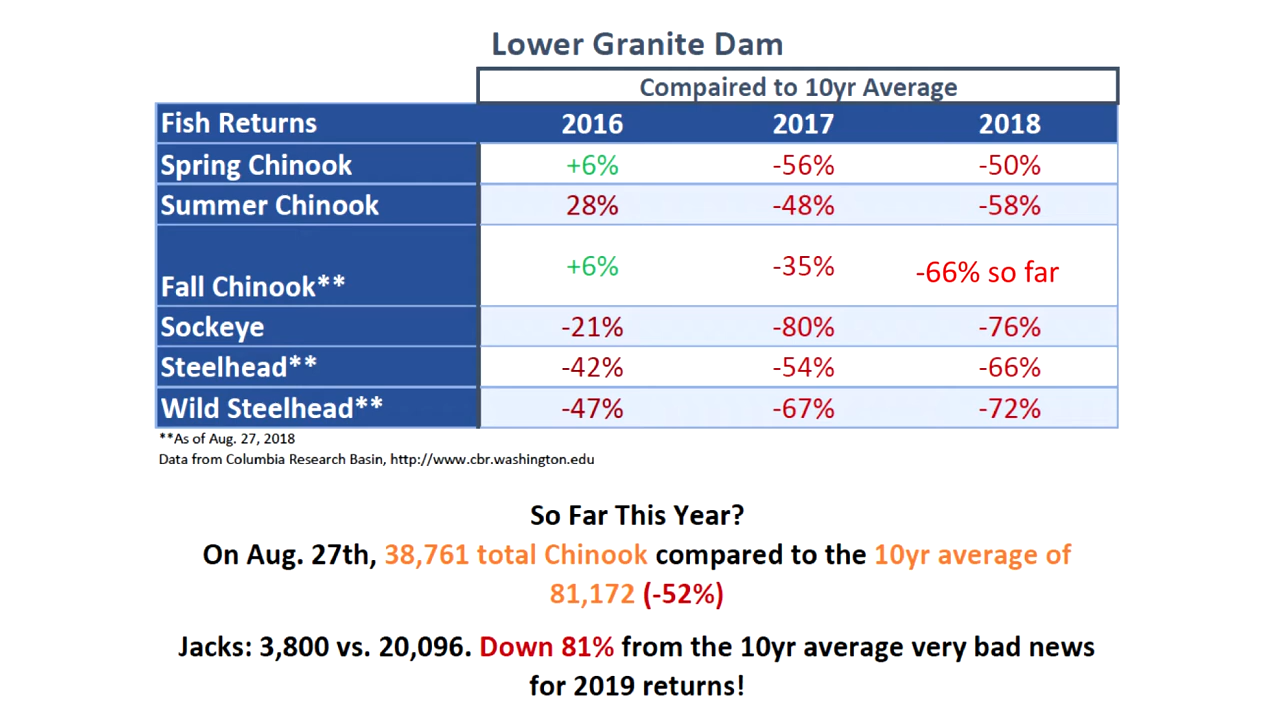 Lower Granite Dam
Compaired to 10yr Average
Fish Returns 2016 2017 2018
Spring Chinook +6% -56% -50%
Summer Chinook 28% -48% -58%
Fall Chinook** +6% -35% -66% so far
Sockeye -21% -80% -76%
Steelhead** -42% -54% -66%
Wild Steelhead** -47% -67% -72%
**As of Aug. 27, 2018
Data from Columbia Research Basin, http://www.cbr.washington.edu
So Far This Year?
On Aug. 27th, 38,761 total Chinook compared to the 10yr average of
81,172 (-52%)
Jacks: 3,800 vs. 20,096. Down 81% from the 10yr average very bad news
for 2019 returns!